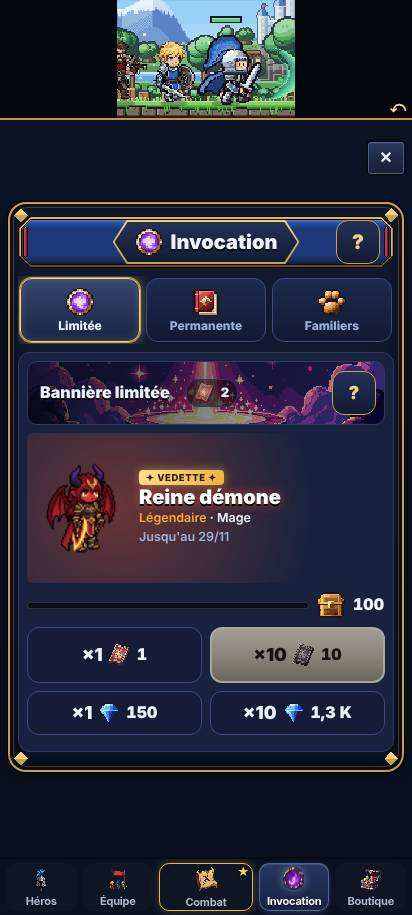 ×
Invocation
?
Limitée
Permanente
Familiers
Bannière limitée
2
?
✦ VEDETTE ✦
Reine démone
Légendaire · Mage
Jusqu'au 29/11
100
×1 1
×10 10
×1 150
×10 1,3 K
Héros
Équipe
Combat
Invocation
Boutique